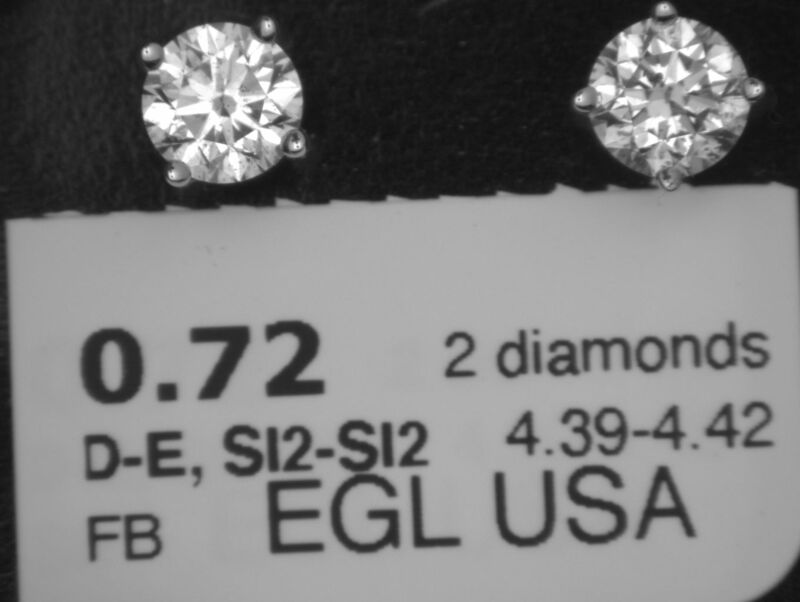 0.72 2 diamonds
D-E, SI2-SI2 4.39-4.42
FB EGL USA